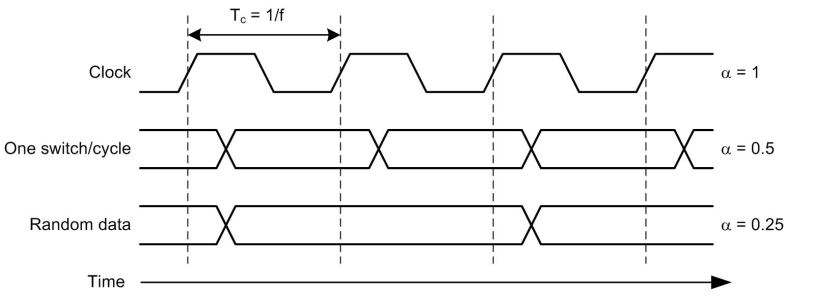 Tc = 1/f
Clock
α = 1
One switch/cycle
α = 0.5
Random data
α = 0.25
Time